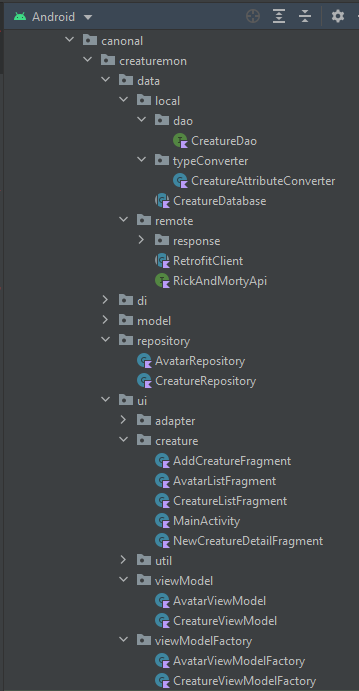 Android
canonal
creaturemon
data
local
dao
CreatureDao
typeConverter
CreatureAttributeConverter
CreatureDatabase
remote
response
RetrofitClient
RickAndMortyApi
di
model
repository
AvatarRepository
CreatureRepository
ui
adapter
creature
AddCreatureFragment
AvatarListFragment
CreatureListFragment
MainActivity
NewCreatureDetailFragment
util
viewModel
AvatarViewModel
CreatureViewModel
viewModelFactory
AvatarViewModelFactory
CreatureViewModelFactory